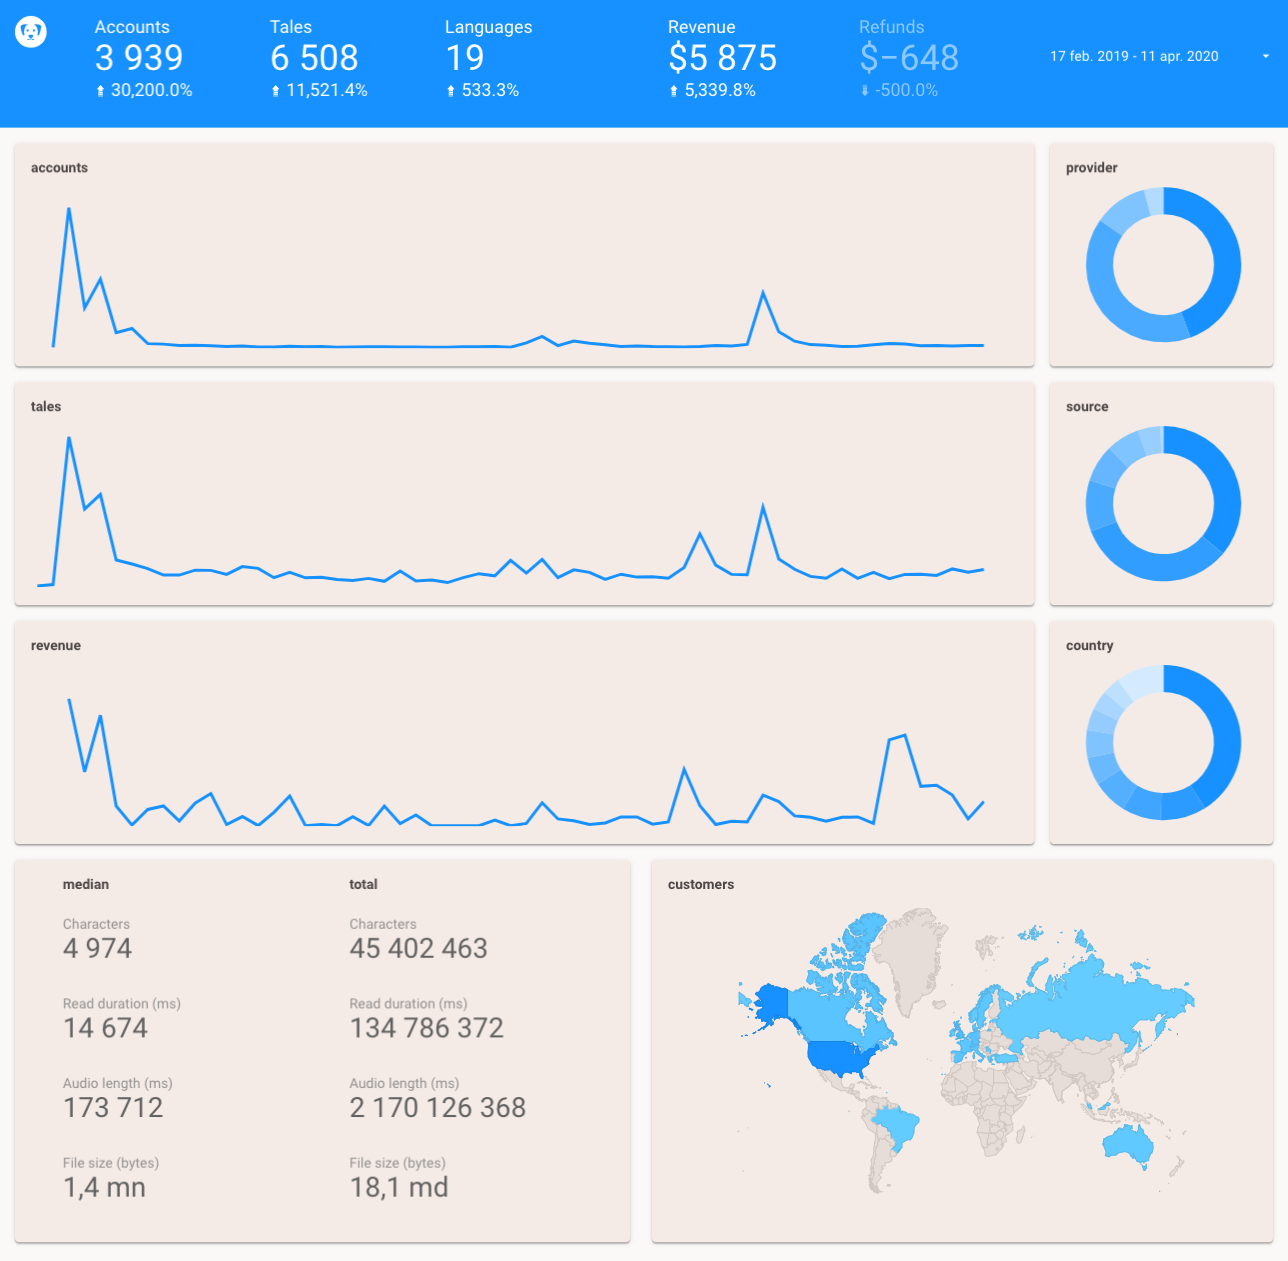 Accounts
3 939
30,200.0%
Tales
6 508
11,521.4%
Languages
19
533.3%
Revenue
$5 875
5,339.8%
Refunds
$−648
-500.0%
17 feb. 2019 - 11 apr. 2020
accounts
provider
tales
source
revenue
country
median
Characters
4 974
Read duration (ms)
14 674
Audio length (ms)
173 712
File size (bytes)
1,4 mn
total
Characters
45 402 463
Read duration (ms)
134 786 372
Audio length (ms)
2 170 126 368
File size (bytes)
18,1 md
customers